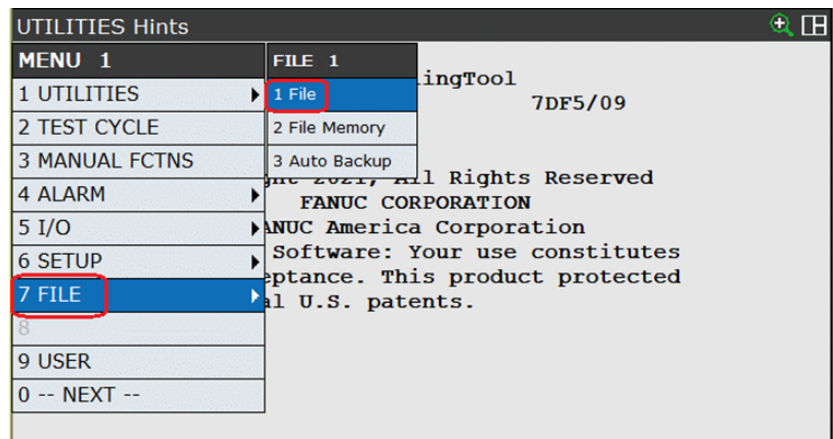 UTILITIES Hints
MENU 1
1 UTILITIES
2 TEST CYCLE
3 MANUAL FCTNS
4 ALARM
5 I/O
6 SETUP
7 FILE
8
9 USER
0 -- NEXT --
FILE 1
1 File
2 File Memory
3 Auto Backup
ingTool
7DF5/09
2021, All Rights Reserved
FANUC CORPORATION
ANUC America Corporation
Software: Your use constitutes
eptance. This product protected
al U.S. patents.